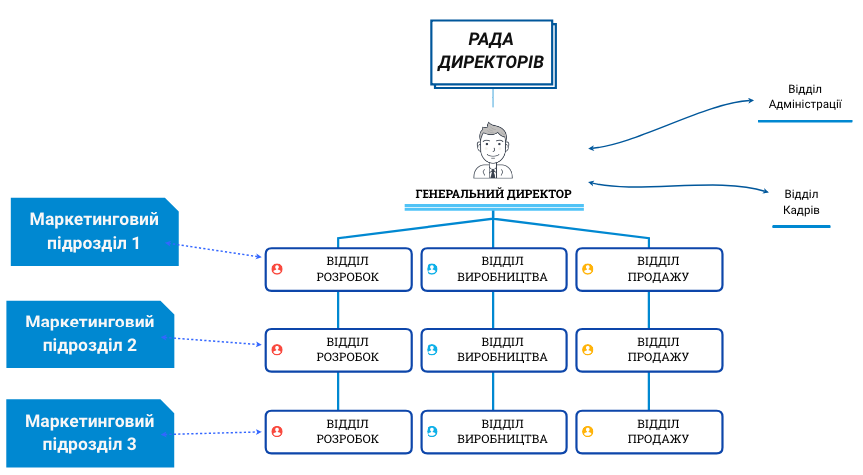 РАДА
ДИРЕКТОРІВ
Відділ
Адміністрації
ГЕНЕРАЛЬНИЙ ДИРЕКТОР
Відділ
Кадрів
Маркетинговий
підрозділ 1
ВІДДІЛ
РОЗРОБОК
ВІДДІЛ
ВИРОБНИЦТВА
ВІДДІЛ
ПРОДАЖУ
Маркетинговий
підрозділ 2
ВІДДІЛ
РОЗРОБОК
ВІДДІЛ
ВИРОБНИЦТВА
ВІДДІЛ
ПРОДАЖУ
Маркетинговий
підрозділ 3
ВІДДІЛ
РОЗРОБОК
ВІДДІЛ
ВИРОБНИЦТВА
ВІДДІЛ
ПРОДАЖУ